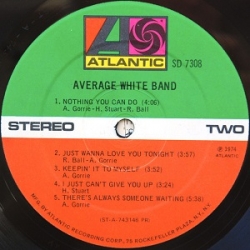 ATLANTIC
SD 7308
AVERAGE WHITE BAND
1. NOTHING YOU CAN DO (4:06)
A. Gorrie-H. Stuart-R. Ball
STEREO
TWO
2. JUST WANNA LOVE YOU TONIGHT (3:57)
R. Ball-A. Gorrie
3. KEEPIN' IT TO MYSELF (3:52)
A. Gorrie
4. I JUST CAN'T GIVE YOU UP (3:24)
H. Stuart
5. THERE'S ALWAYS SOMEONE WAITING (5:38)
A. Gorrie
℗ 1974
ATLANTIC
(ST-A-742746 PR)
ATLANTIC RECORDING CORP., 75 ROCKEFELLER PLAZA, N.Y., N.Y.